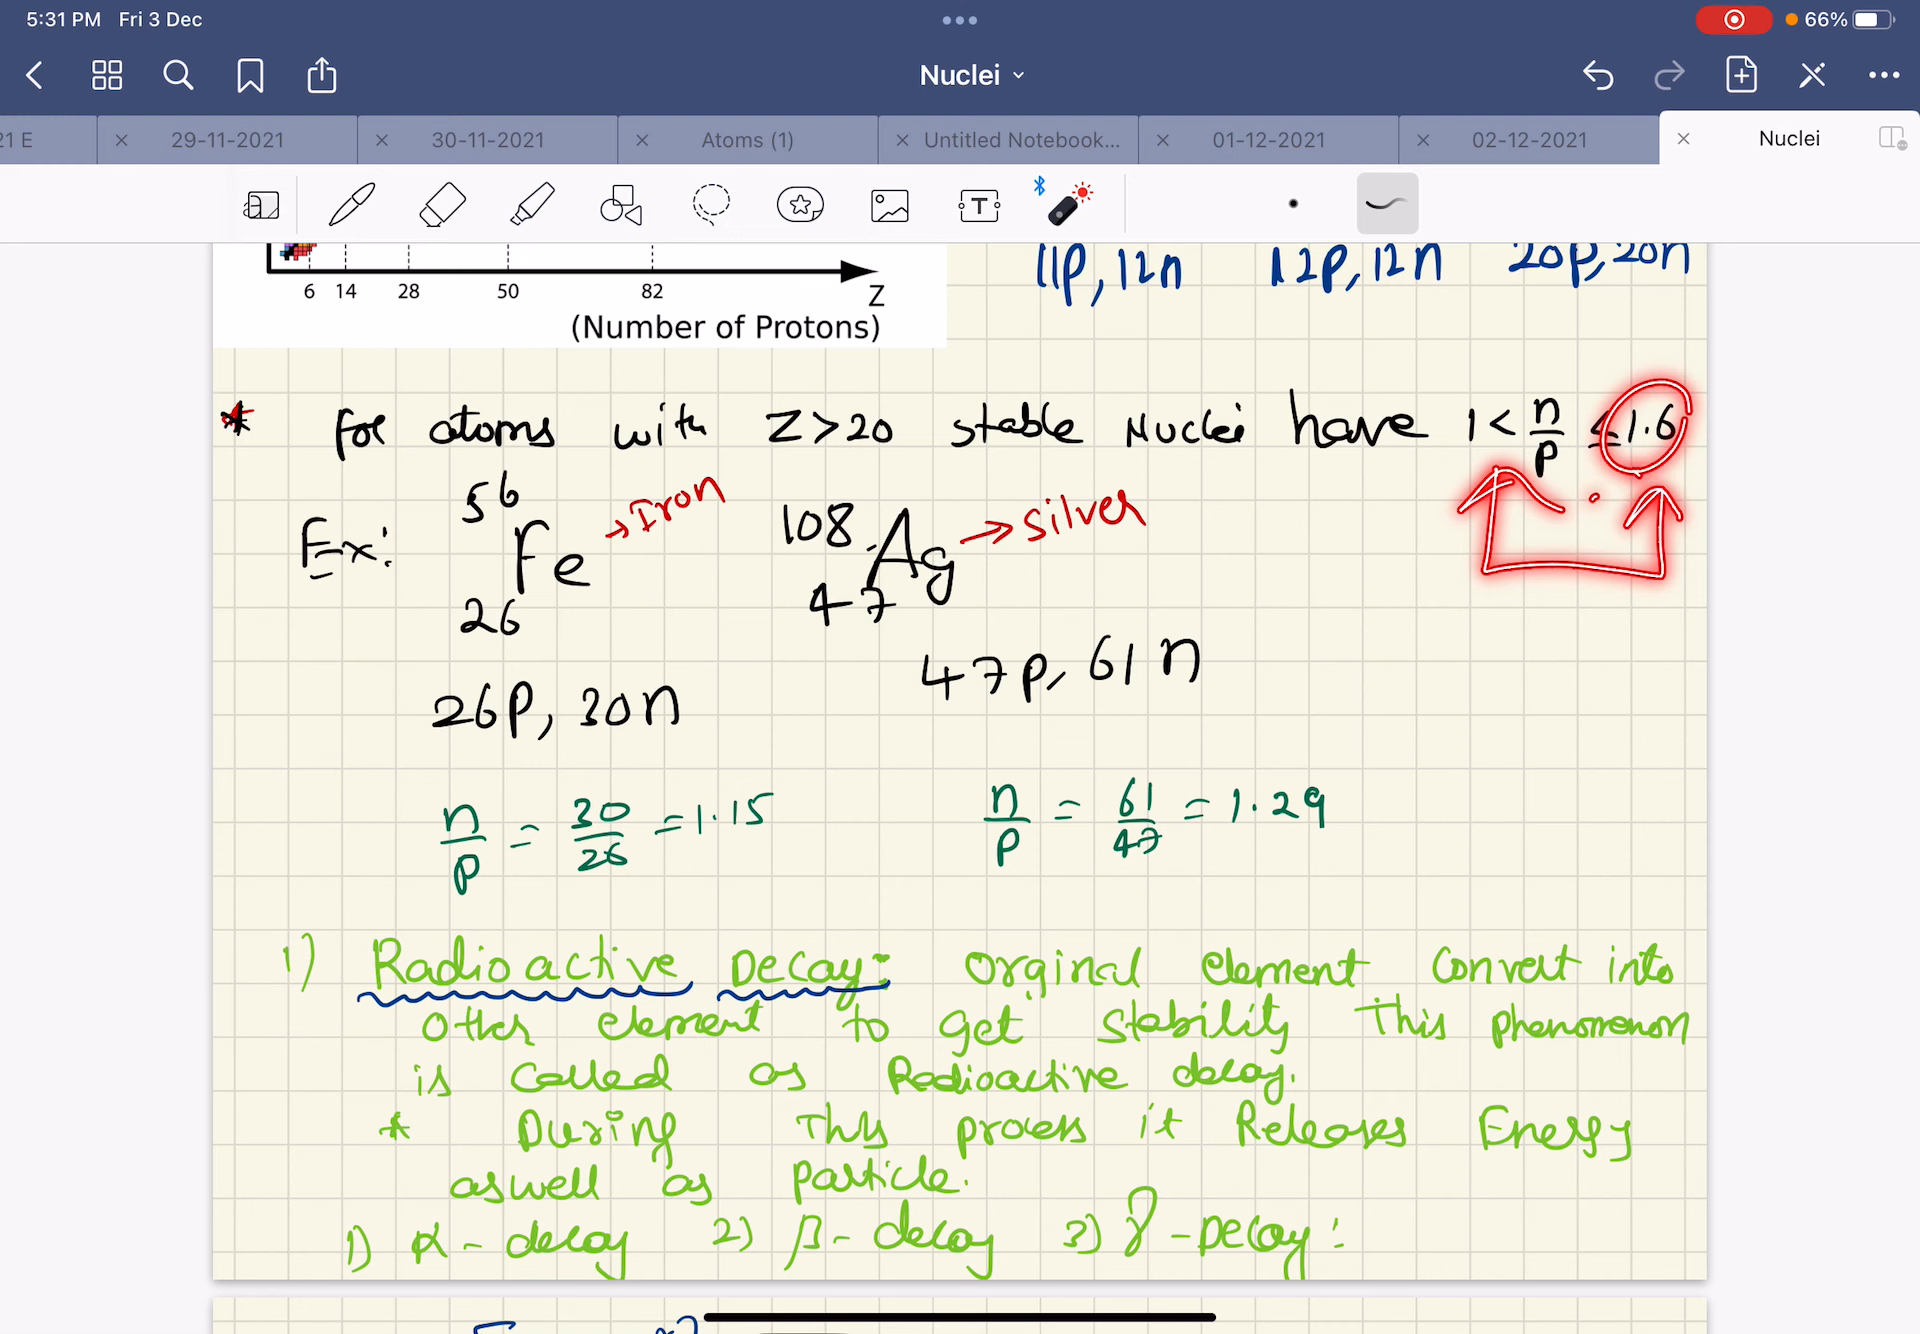 5:31 PM Fri 3 Dec
66%
Nuclei
21 E
29-11-2021
30-11-2021
Atoms (1)
Untitled Notebook...
01-12-2021
02-12-2021
Nuclei
T
11p, 12n 12p, 12n 20p, 20n
6 14 28 50 82 Z
(Number of Protons)
* For atoms with Z>20 stable Nuclei have 1 < n/p ≤ 1.6
Ex: 56 Fe 26 → Iron 108 Ag 47 → Silver
26p, 30n 47p, 61n
n/p = 30/26 = 1.15 n/p = 61/47 = 1.29
1) Radioactive Decay: Orginal element Convert into
Other element to get Stability This phenomenon
is Called as Radioactive decay.
* During This process it Releases Energy
aswell as particle.
1) α - decay 2) β - decay 3) γ - Decay: